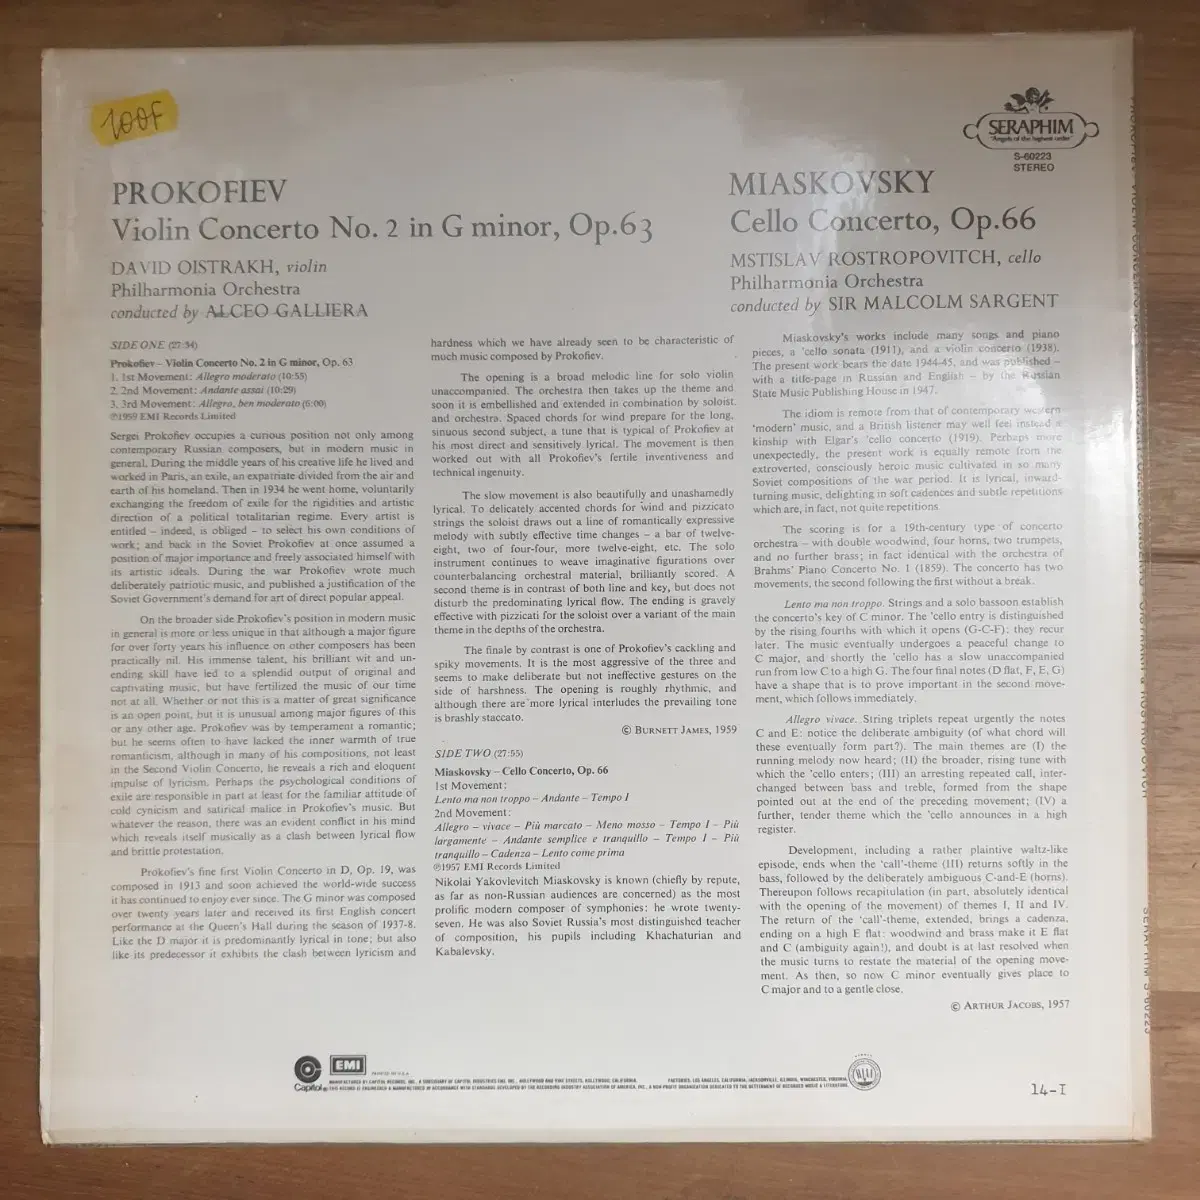 100F
SERAPHIM
"Angels of the highest order"
S-60223
STEREO
PROKOFIEV
Violin Concerto No. 2 in G minor, Op.63
DAVID OISTRAKH, violin
Philharmonia Orchestra
conducted by ALCEO GALLIERA
MIASKOVSKY
Cello Concerto, Op.66
MSTISLAV ROSTROPOVITCH, cello
Philharmonia Orchestra
conducted by SIR MALCOLM SARGENT
SIDE ONE (27:34)
Prokofiev – Violin Concerto No. 2 in G minor, Op. 63
1. 1st Movement: Allegro moderato (10:55)
2. 2nd Movement: Andante assai (10:29)
3. 3rd Movement: Allegro, ben moderato (6:00)
℗1959 EMI Records Limited
Sergei Prokofiev occupies a curious position not only among
contemporary Russian composers, but in modern music in
general. During the middle years of his creative life he lived and
worked in Paris, an exile, an expatriate divided from the air and
earth of his homeland. Then in 1934 he went home, voluntarily
exchanging the freedom of exile for the rigidities and artistic
direction of a political totalitarian regime. Every artist is
entitled – indeed, is obliged – to select his own conditions of
work; and back in the Soviet Prokofiev at once assumed a
position of major importance and freely associated himself with
its artistic ideals. During the war Prokofiev wrote much
deliberately patriotic music, and published a justification of the
Soviet Government's demand for art of direct popular appeal.
On the broader side Prokofiev's position in modern music
in general is more or less unique in that although a major figure
for over forty years his influence on other composers has been
practically nil. His immense talent, his brilliant wit and un-
ending skill have led to a splendid output of original and
captivating music, but have fertilized the music of our time
not at all. Whether or not this is a matter of great significance
is an open point, but it is unusual among major figures of this
or any other age. Prokofiev was by temperament a romantic;
but he seems often to have lacked the inner warmth of true
romanticism, although in many of his compositions, not least
in the Second Violin Concerto, he reveals a rich and eloquent
impulse of lyricism. Perhaps the psychological conditions of
exile are responsible in part at least for the familiar attitude of
cold cynicism and satirical malice in Prokofiev's music. But
whatever the reason, there was an evident conflict in his mind
which reveals itself musically as a clash between lyrical flow
and brittle protestation.
Prokofiev's fine first Violin Concerto in D, Op. 19, was
composed in 1913 and soon achieved the world-wide success
it has continued to enjoy ever since. The G minor was composed
over twenty years later and received its first English concert
performance at the Queen's Hall during the season of 1937-8.
Like the D major it is predominantly lyrical in tone; but also
like its predecessor it exhibits the clash between lyricism and
hardness which we have already seen to be characteristic of
much music composed by Prokofiev.
The opening is a broad melodic line for solo violin
unaccompanied. The orchestra then takes up the theme and
soon it is embellished and extended in combination by soloist
and orchestra. Spaced chords for wind prepare for the long,
sinuous second subject, a tune that is typical of Prokofiev at
his most direct and sensitively lyrical. The movement is then
worked out with all Prokofiev's fertile inventiveness and
technical ingenuity.
The slow movement is also beautifully and unashamedly
lyrical. To delicately accented chords for wind and pizzicato
strings the soloist draws out a line of romantically expressive
melody with subtly effective time changes – a bar of twelve-
eight, two of four-four, more twelve-eight, etc. The solo
instrument continues to weave imaginative figurations over
counterbalancing orchestral material, brilliantly scored. A
second theme is in contrast of both line and key, but does not
disturb the predominating lyrical flow. The ending is gravely
effective with pizzicati for the soloist over a variant of the main
theme in the depths of the orchestra.
The finale by contrast is one of Prokofiev's cackling and
spiky movements. It is the most aggressive of the three and
seems to make deliberate but not ineffective gestures on the
side of harshness. The opening is roughly rhythmic, and
although there are more lyrical interludes the prevailing tone
is brashly staccato.
© BURNETT JAMES, 1959
SIDE TWO (27:55)
Miaskovsky – Cello Concerto, Op. 66
1st Movement:
Lento ma non troppo – Andante – Tempo I
2nd Movement:
Allegro – vivace – Più marcato – Meno mosso – Tempo I – Più
largamente – Andante semplice e tranquillo – Tempo I – Più
tranquillo – Cadenza – Lento come prima
℗1957 EMI Records Limited
Nikolai Yakovlevitch Miaskovsky is known (chiefly by repute,
as far as non-Russian audiences are concerned) as the most
prolific modern composer of symphonies: he wrote twenty-
seven. He was also Soviet Russia's most distinguished teacher
of composition, his pupils including Khachaturian and
Kabalevsky.
Miaskovsky's works include many songs and piano
pieces, a 'cello sonata (1911), and a violin concerto (1938).
The present work bears the date 1944-45, and was published –
with a title-page in Russian and English – by the Russian
State Music Publishing House in 1947.
The idiom is remote from that of contemporary western
'modern' music, and a British listener may well feel instead a
kinship with Elgar's 'cello concerto (1919). Perhaps more
unexpectedly, the present work is equally remote from the
extroverted, consciously heroic music cultivated in so many
Soviet compositions of the war period. It is lyrical, inward-
turning music, delighting in soft cadences and subtle repetitions
which are, in fact, not quite repetitions.
The scoring is for a 19th-century type of concerto
orchestra – with double woodwind, four horns, two trumpets,
and no further brass; in fact identical with the orchestra of
Brahms' Piano Concerto No. 1 (1859). The concerto has two
movements, the second following the first without a break.
Lento ma non troppo. Strings and a solo bassoon establish
the concerto's key of C minor. The 'cello entry is distinguished
by the rising fourths with which it opens (G-C-F): they recur
later. The music eventually undergoes a peaceful change to
C major, and shortly the 'cello has a slow unaccompanied
run from low C to a high G. The four final notes (D flat, F, E, G)
have a shape that is to prove important in the second move-
ment, which follows immediately.
Allegro vivace. String triplets repeat urgently the notes
C and E: notice the deliberate ambiguity (of what chord will
these eventually form part?). The main themes are (I) the
running melody now heard; (II) the broader, rising tune with
which the 'cello enters; (III) an arresting repeated call, inter-
changed between bass and treble, formed from the shape
pointed out at the end of the preceding movement; (IV) a
further, tender theme which the 'cello announces in a high
register.
Development, including a rather plaintive waltz-like
episode, ends when the 'call'-theme (III) returns softly in the
bass, followed by the deliberately ambiguous C-and-E (horns).
Thereupon follows recapitulation (in part, absolutely identical
with the opening of the movement) of themes I, II and IV.
The return of the 'call'-theme, extended, brings a cadenza,
ending on a high E flat: woodwind and brass make it E flat
and C (ambiguity again!), and doubt is at last resolved when
the music turns to restate the material of the opening move-
ment. As then, so now C minor eventually gives place to
C major and to a gentle close.
© ARTHUR JACOBS, 1957
Capitol
EMI
PRINTED IN U.S.A.
MANUFACTURED BY CAPITOL RECORDS, INC., A SUBSIDIARY OF CAPITOL INDUSTRIES-EMI, INC., HOLLYWOOD AND VINE STREETS, HOLLYWOOD, CALIFORNIA. FACTORIES: LOS ANGELES, CALIFORNIA, JACKSONVILLE, ILLINOIS, WINCHESTER, VIRGINIA
14-I
SERAPHIM S-60223